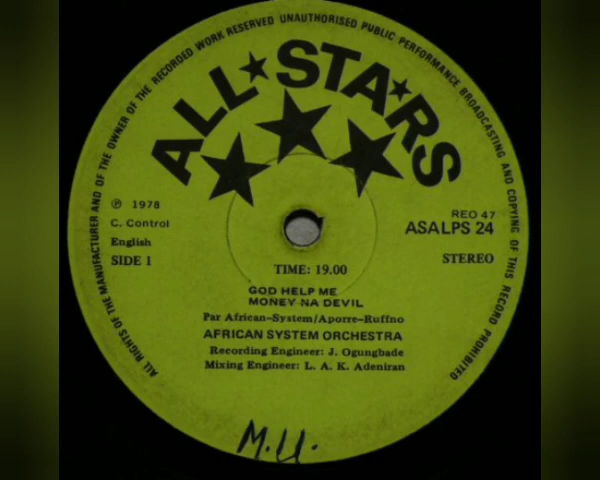 ALL RIGHTS OF THE MANUFACTURER AND OF THE OWNER OF THE RECORDED WORK RESERVED UNAUTHORISED PUBLIC PERFORMANCE BROADCASTING AND COPYING OF THIS RECORD PROHIBITED
ALL★STARS
℗ 1978
C. Control
English
SIDE 1
REO 47
ASALPS 24
STEREO
TIME: 19.00
GOD HELP ME
MONEY NA DEVIL
Par African-System/Aporre-Ruffno
AFRICAN SYSTEM ORCHESTRA
Recording Engineer: J. Ogungbade
Mixing Engineer: L. A. K. Adeniran
M.U.